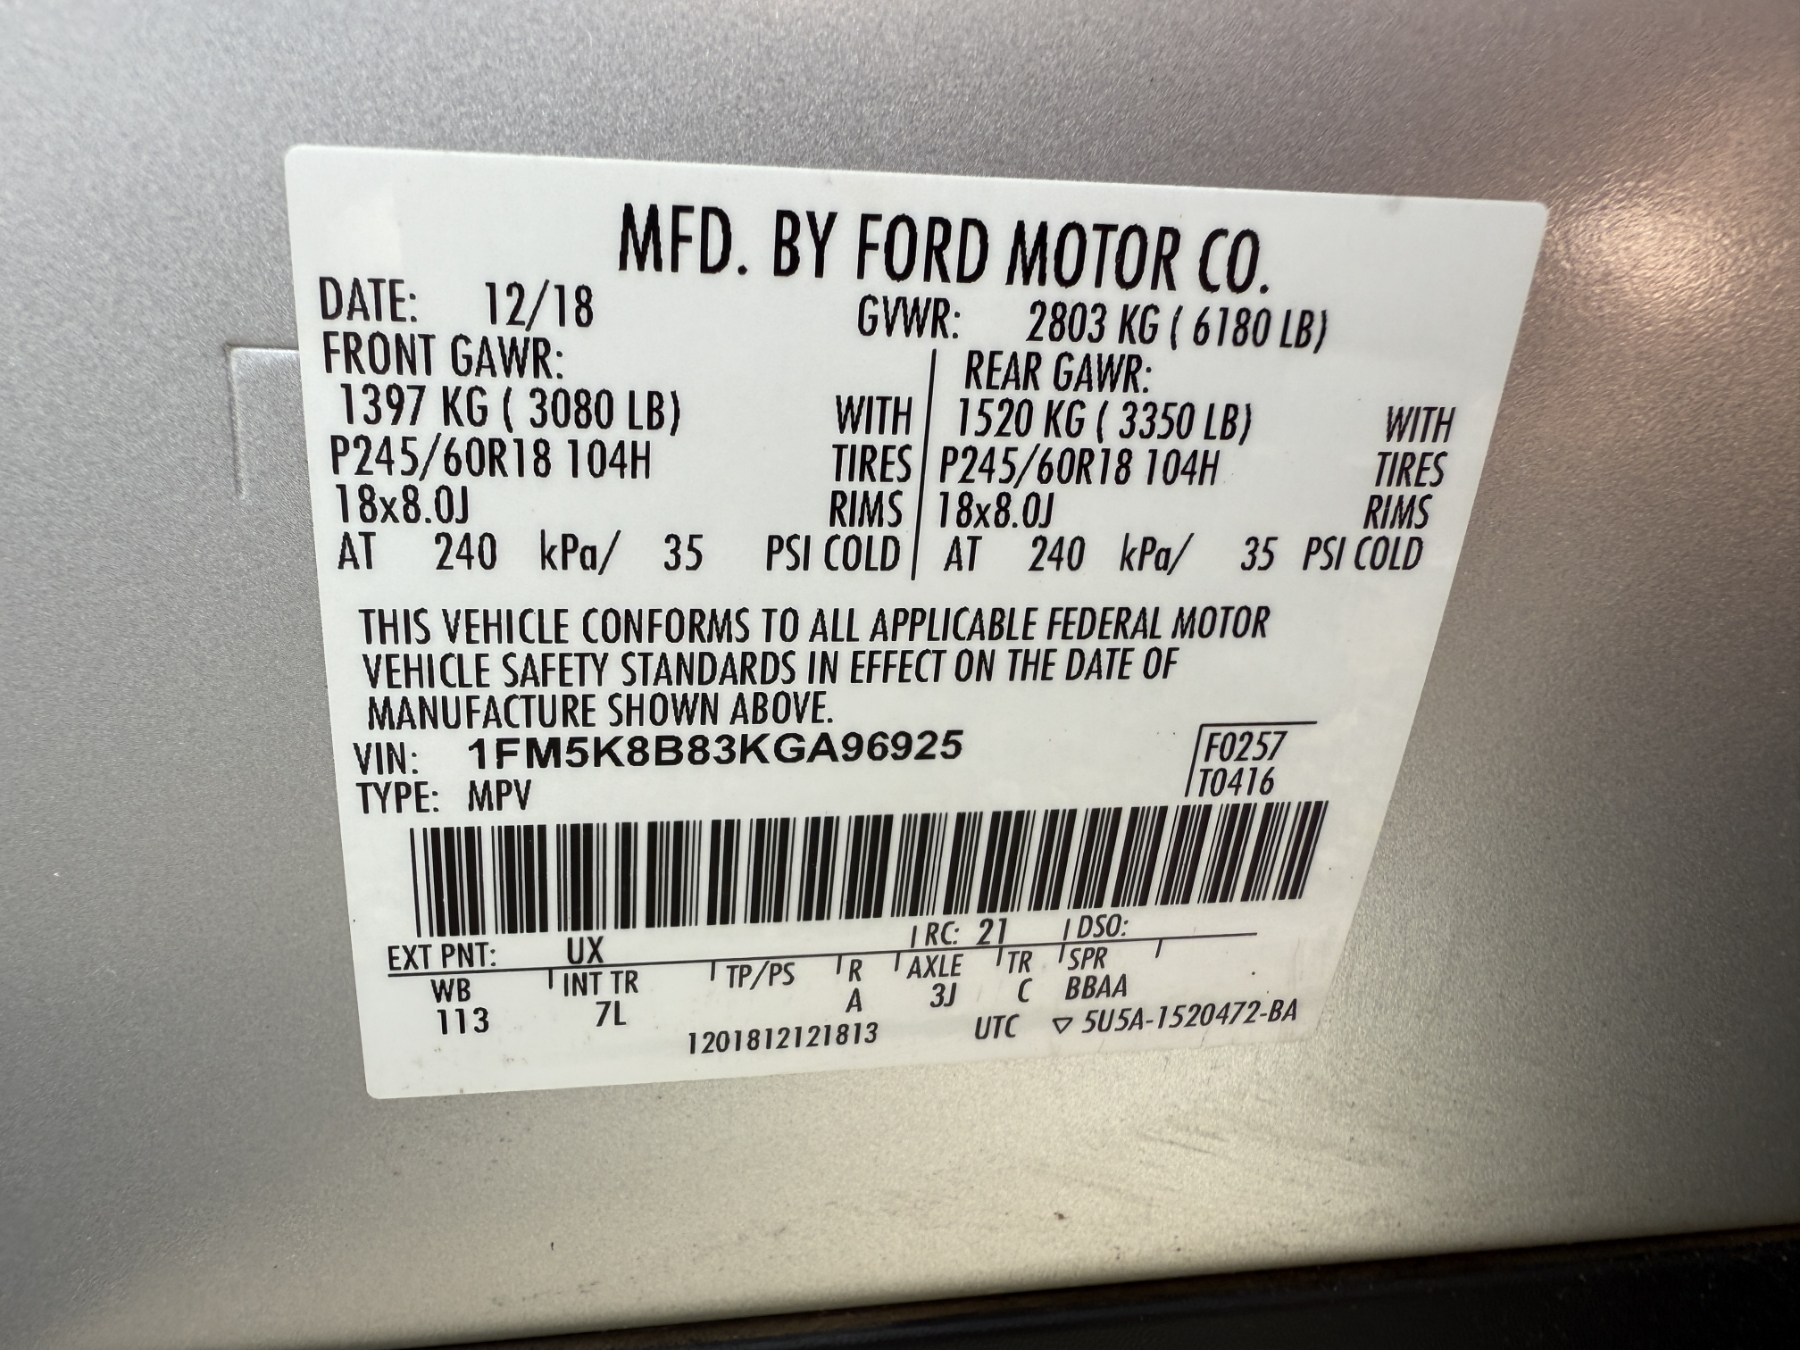 MFD. BY FORD MOTOR CO.
DATE: 12/18 GVWR: 2803 KG ( 6180 LB)
FRONT GAWR: REAR GAWR:
1397 KG ( 3080 LB) WITH 1520 KG ( 3350 LB) WITH
P245/60R18 104H TIRES P245/60R18 104H TIRES
18x8.0J RIMS 18x8.0J RIMS
AT 240 kPa/ 35 PSI COLD AT 240 kPa/ 35 PSI COLD
THIS VEHICLE CONFORMS TO ALL APPLICABLE FEDERAL MOTOR
VEHICLE SAFETY STANDARDS IN EFFECT ON THE DATE OF
MANUFACTURE SHOWN ABOVE.
VIN: 1FM5K8B83KGA96925 F0257
TYPE: MPV T0416
EXT PNT: UX RC: 21 DSO:
WB INT TR TP/PS R AXLE TR SPR
113 7L A 3J C BBAA
1201812121813 UTC ▽ 5U5A-1520472-BA